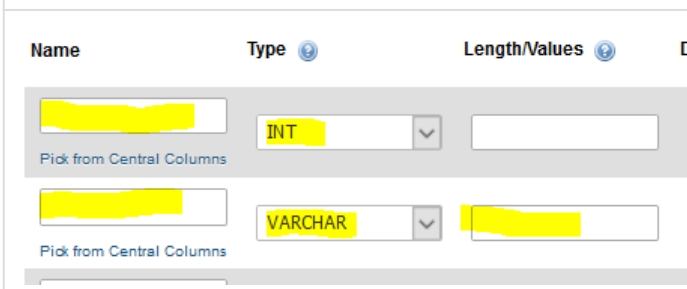 Name Type Length/Values D
INT
Pick from Central Columns
VARCHAR
Pick from Central Columns